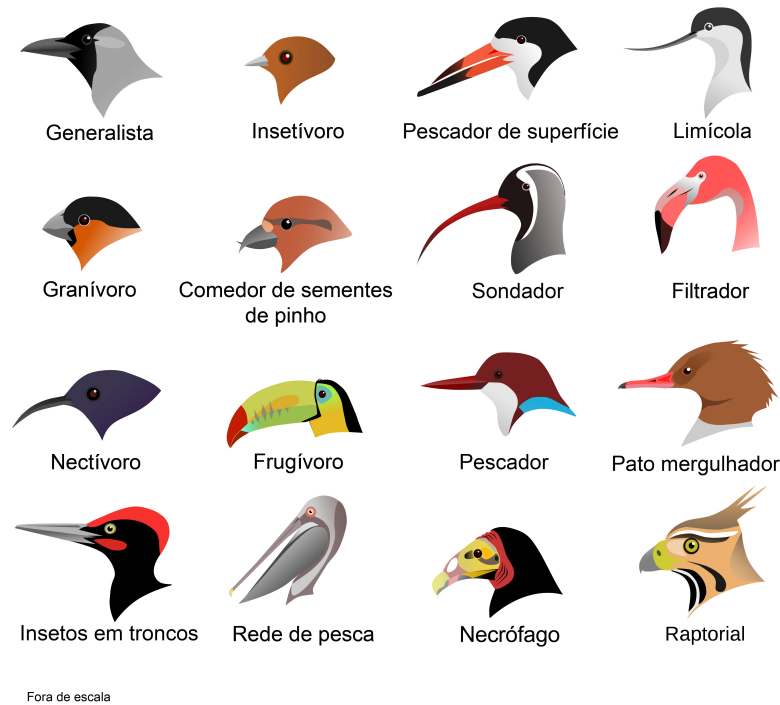 Generalista
Insetívoro
Pescador de superfície
Limícola
Granívoro
Comedor de sementes
de pinho
Sondador
Filtrador
Nectívoro
Frugívoro
Pescador
Pato mergulhador
Insetos em troncos
Rede de pesca
Necrófago
Raptorial
Fora de escala